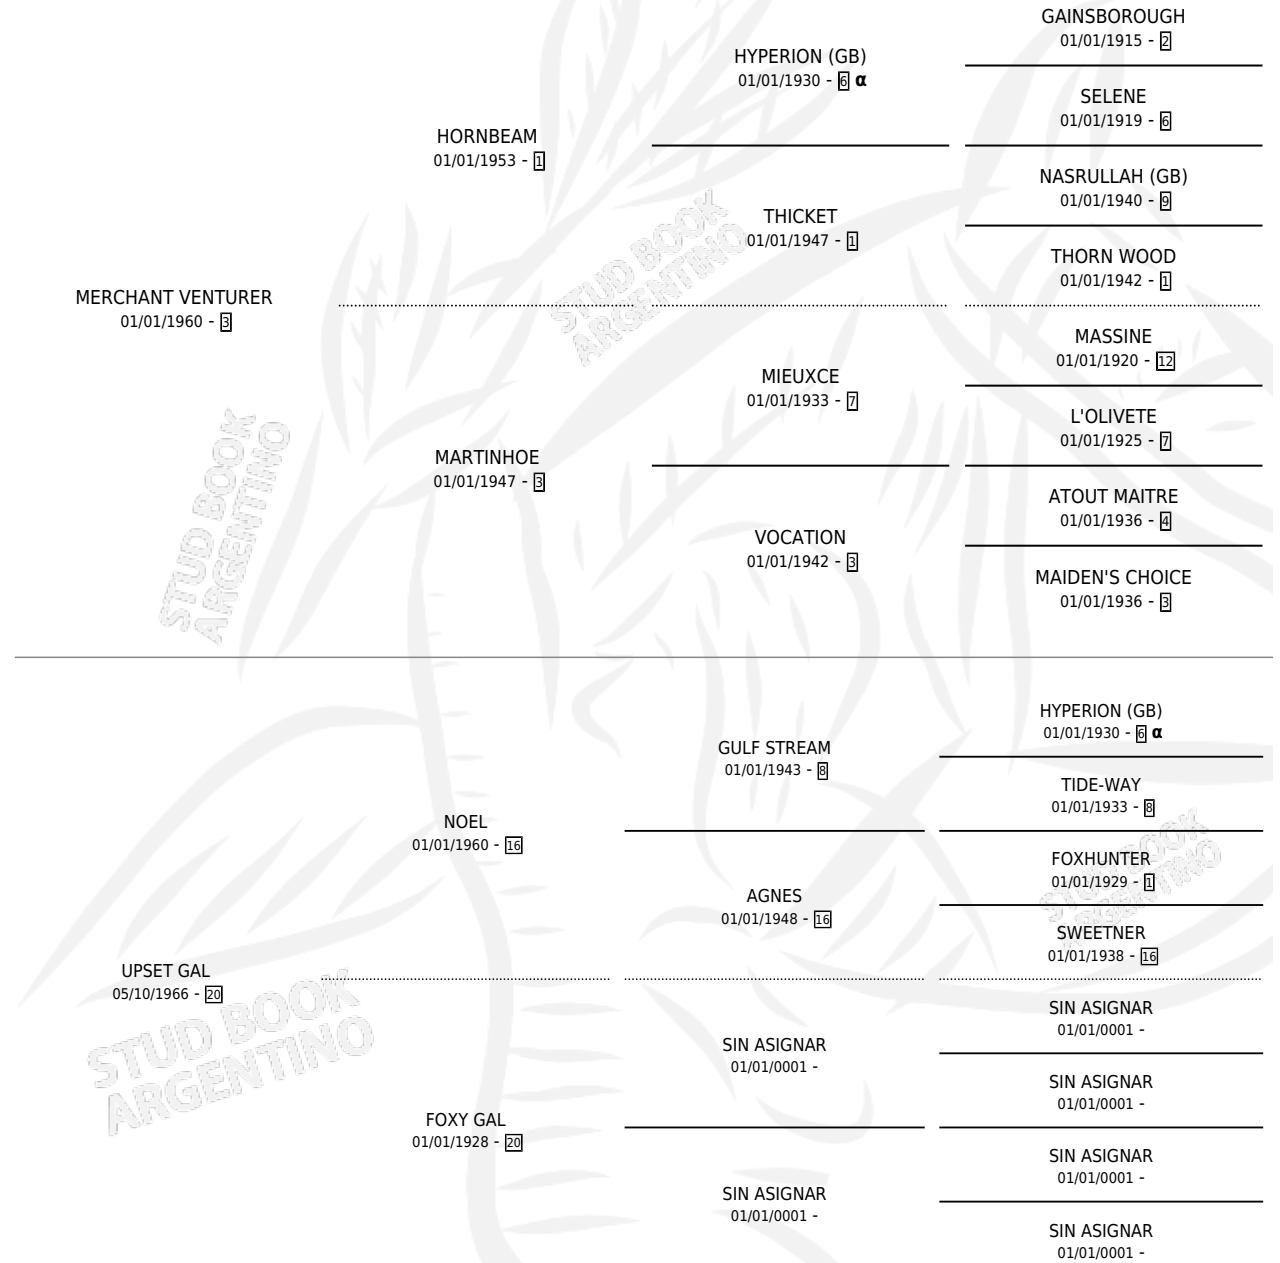 GAINSBOROUGH
01/01/1915 - 2
HYPERION (GB)
01/01/1930 - 6 α
SELENE
01/01/1919 - 6
HORNBEAM
01/01/1953 - 1
NASRULLAH (GB)
01/01/1940 - 9
THICKET
01/01/1947 - 1
THORN WOOD
01/01/1942 - 1
MERCHANT VENTURER
01/01/1960 - 3
MASSINE
01/01/1920 - 12
MIEUXCE
01/01/1933 - 7
L'OLIVETE
01/01/1925 - 7
MARTINHOE
01/01/1947 - 3
ATOUT MAITRE
01/01/1936 - 4
VOCATION
01/01/1942 - 3
MAIDEN'S CHOICE
01/01/1936 - 3
HYPERION (GB)
01/01/1930 - 6 α
GULF STREAM
01/01/1943 - 8
TIDE-WAY
01/01/1933 - 8
NOEL
01/01/1960 - 16
FOXHUNTER
01/01/1929 - 1
AGNES
01/01/1948 - 16
SWEETNER
01/01/1938 - 16
UPSET GAL
05/10/1966 - 20
SIN ASIGNAR
01/01/0001 -
SIN ASIGNAR
01/01/0001 -
SIN ASIGNAR
01/01/0001 -
FOXY GAL
01/01/1928 - 20
SIN ASIGNAR
01/01/0001 -
SIN ASIGNAR
01/01/0001 -
SIN ASIGNAR
01/01/0001 -
STUD BOOK
ARGENTINO
STUD BOOK
ARGENTINO
STUD BOOK
ARGENTINO
STUD BOOK
ARGENTINO